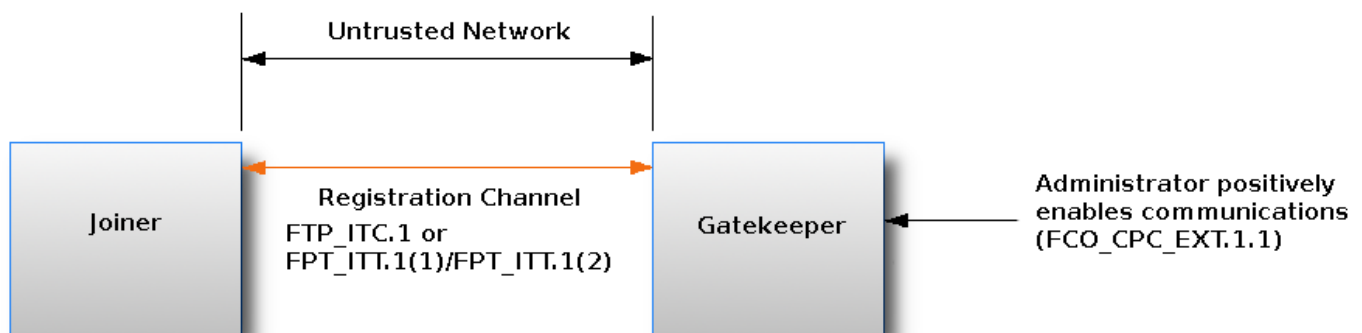 Untrusted Network
Registration Channel
FTP_ITC.1 or
FPT_ITT.1(1)/FPT_ITT.1(2)
Joiner
Gatekeeper
Administrator positively
enables communications
(FCO_CPC_EXT.1.1)